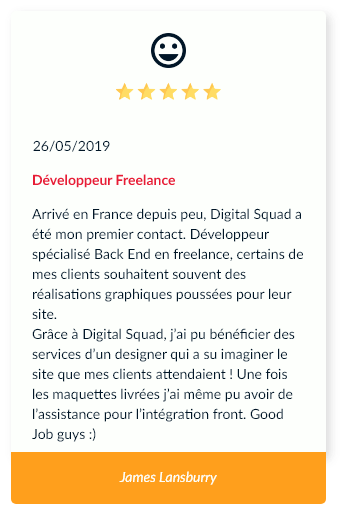 26/05/2019
Développeur Freelance
Arrivé en France depuis peu, Digital Squad a
été mon premier contact. Développeur
spécialisé Back End en freelance, certains de
mes clients souhaitent souvent des
réalisations graphiques poussées pour leur
site.
Grâce à Digital Squad, j'ai pu bénéficier des
services d'un designer qui a su imaginer le
site que mes clients attendaient ! Une fois
les maquettes livrées j'ai même pu avoir de
l'assistance pour l'intégration front. Good
Job guys :)
James Lansburry